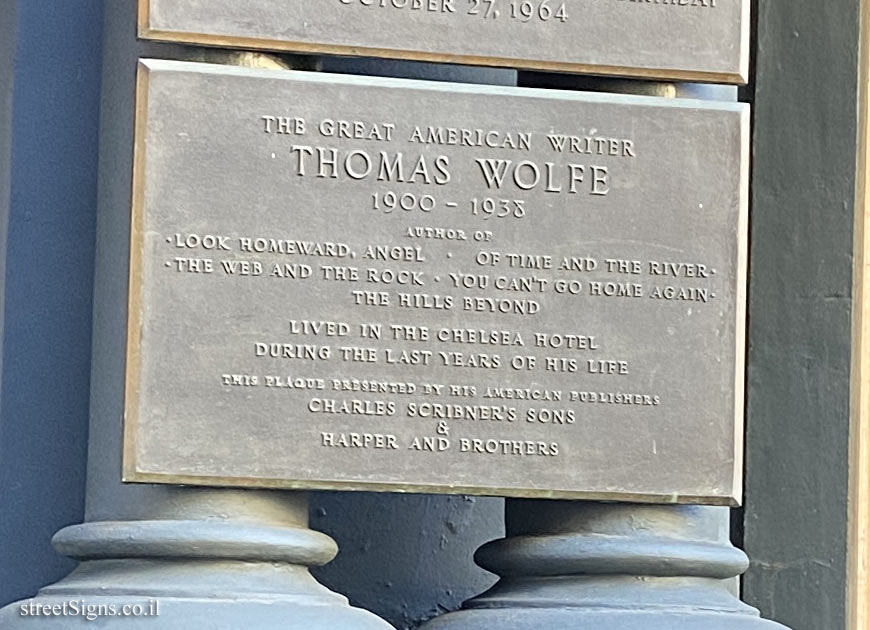 OCTOBER 27, 1964
THE GREAT AMERICAN WRITER
THOMAS WOLFE
1900 - 1938
AUTHOR OF
·LOOK HOMEWARD, ANGEL · OF TIME AND THE RIVER·
·THE WEB AND THE ROCK · YOU CAN'T GO HOME AGAIN·
THE HILLS BEYOND
LIVED IN THE CHELSEA HOTEL
DURING THE LAST YEARS OF HIS LIFE
THIS PLAQUE PRESENTED BY HIS AMERICAN PUBLISHERS
CHARLES SCRIBNER'S SONS
&
HARPER AND BROTHERS
streetSigns.co.il